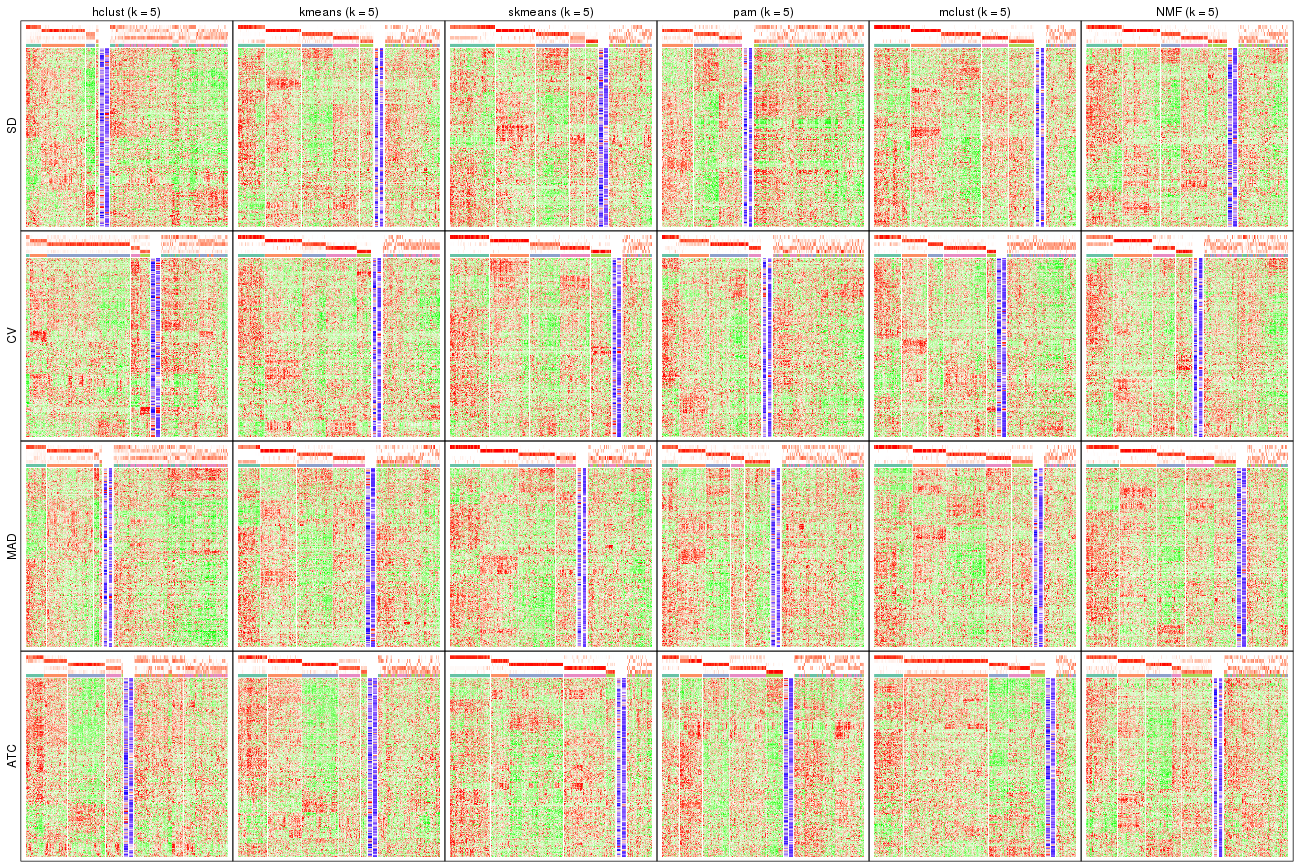 hclust (k = 5) kmeans (k = 5) skmeans (k = 5) pam (k = 5) mclust (k = 5) NMF (k = 5)
SD
CV
MAD
ATC